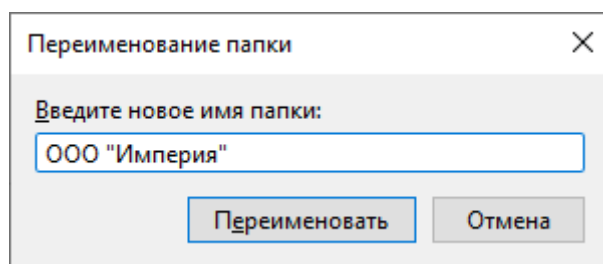 Переименование папки
Введите новое имя папки:
ООО "Империя"
Переименовать
Отмена